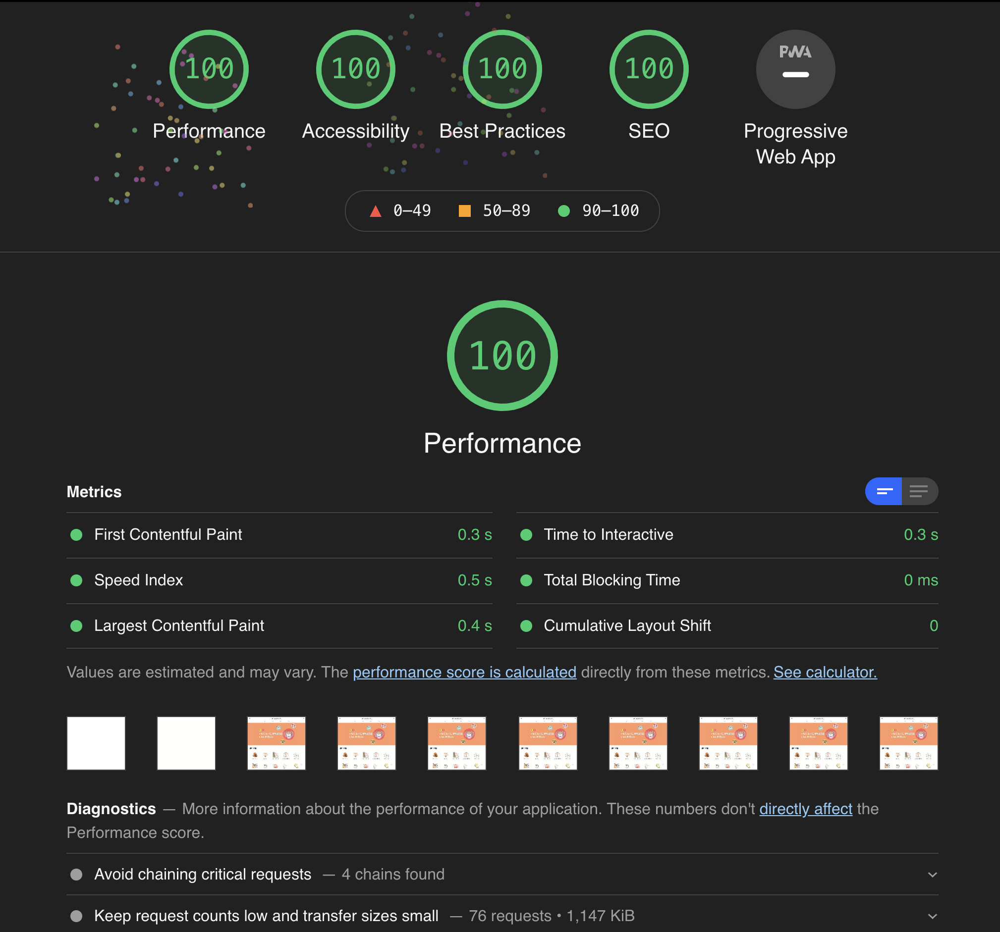 100
100
100
100
PWA
Performance
Accessibility
Best Practices
SEO
Progressive
Web App
0–49
50–89
90–100
100
Performance
Metrics
First Contentful Paint 0.3 s
Time to Interactive 0.3 s
Speed Index 0.5 s
Total Blocking Time 0 ms
Largest Contentful Paint 0.4 s
Cumulative Layout Shift 0
Values are estimated and may vary. The performance score is calculated directly from these metrics. See calculator.
Diagnostics — More information about the performance of your application. These numbers don't directly affect the
Performance score.
Avoid chaining critical requests — 4 chains found
Keep request counts low and transfer sizes small — 76 requests • 1,147 KiB